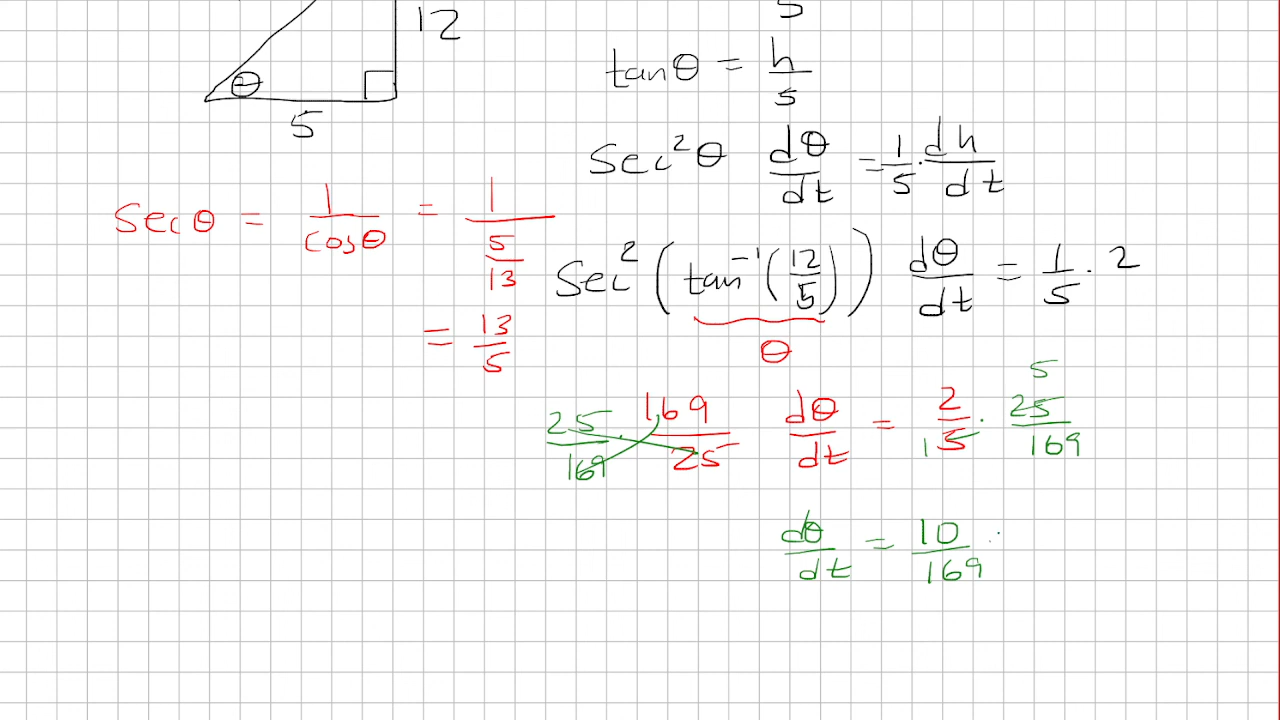 12
θ
5
5
tanθ = h/5
sec²θ dθ/dt = 1/5 · dh/dt
secθ = 1/cosθ = 1/(5/13)
= 13/5
sec²(tan⁻¹(12/5)) dθ/dt = 1/5 · 2
θ
25/169 · 169/25 dθ/dt = 2/5 · 25/169
1 5
dθ/dt = 10/169